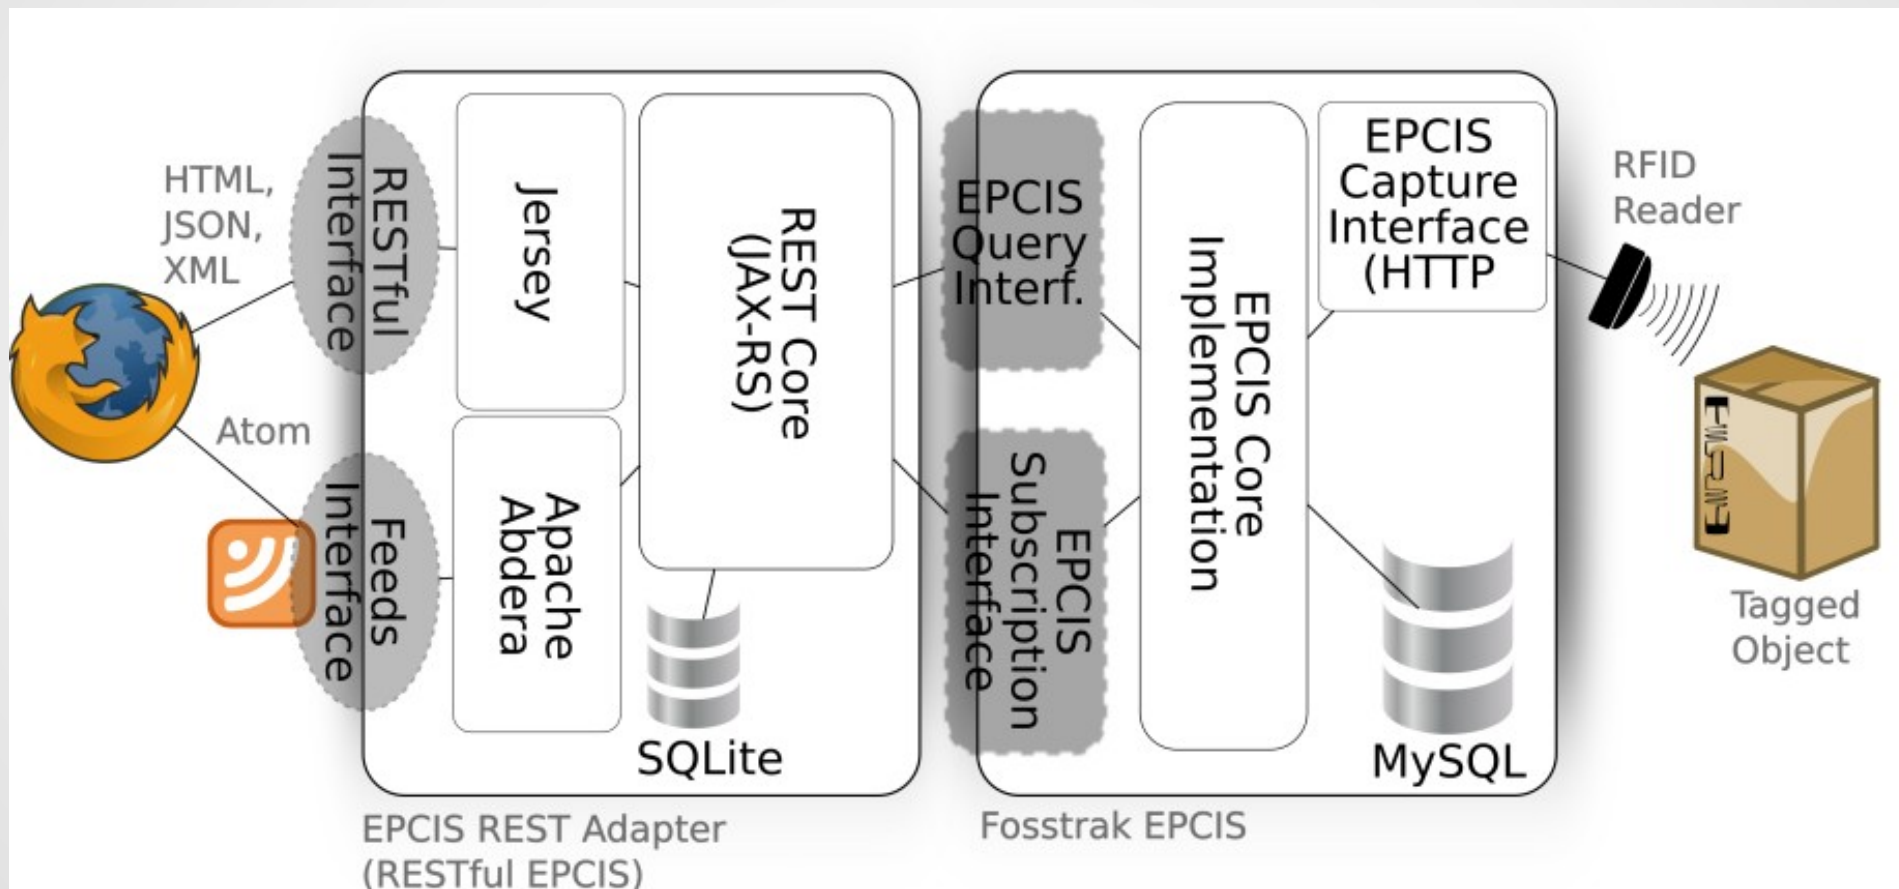 HTML,
JSON,
XML
Atom
RESTful
Interface
Feeds
Interface
Jersey
Apache
Abdera
REST Core
(JAX-RS)
SQLite
EPCIS REST Adapter
(RESTful EPCIS)
EPCIS
Query
Interf.
EPCIS
Subscription
Interface
EPCIS Core
Implementation
EPCIS
Capture
Interface
(HTTP
MySQL
Fosstrak EPCIS
RFID
Reader
Tagged
Object